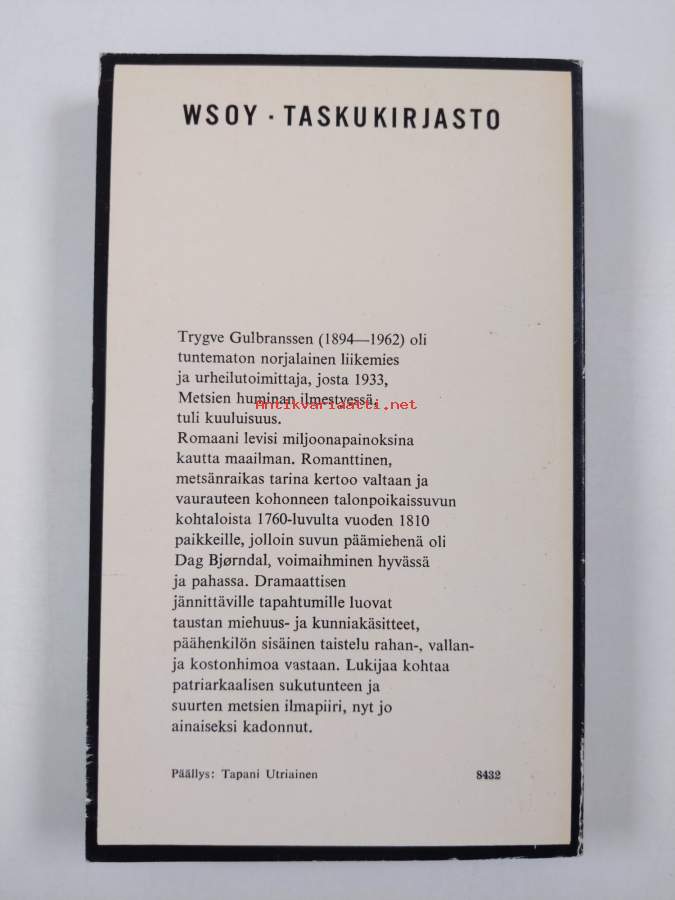 WSOY · TASKUKIRJASTO
Trygve Gulbranssen (1894—1962) oli
tuntematon norjalainen liikemies
ja urheilutoimittaja, josta 1933,
Metsien huminan ilmestyessä,
Antikvariaatti.net
tuli kuuluisuus.
Romaani levisi miljoonapainoksina
kautta maailman. Romanttinen,
metsänraikas tarina kertoo valtaan ja
vaurauteen kohonneen talonpoikaissuvun
kohtaloista 1760-luvulta vuoden 1810
paikkeille, jolloin suvun päämiehenä oli
Dag Bjørndal, voimaihminen hyvässä
ja pahassa. Dramaattisen
jännittäville tapahtumille luovat
taustan miehuus- ja kunniakäsitteet,
päähenkilön sisäinen taistelu rahan-, vallan-
ja kostonhimoa vastaan. Lukijaa kohtaa
patriarkaalisen sukutunteen ja
suurten metsien ilmapiiri, nyt jo
ainaiseksi kadonnut.
Päällys: Tapani Utriainen 8432